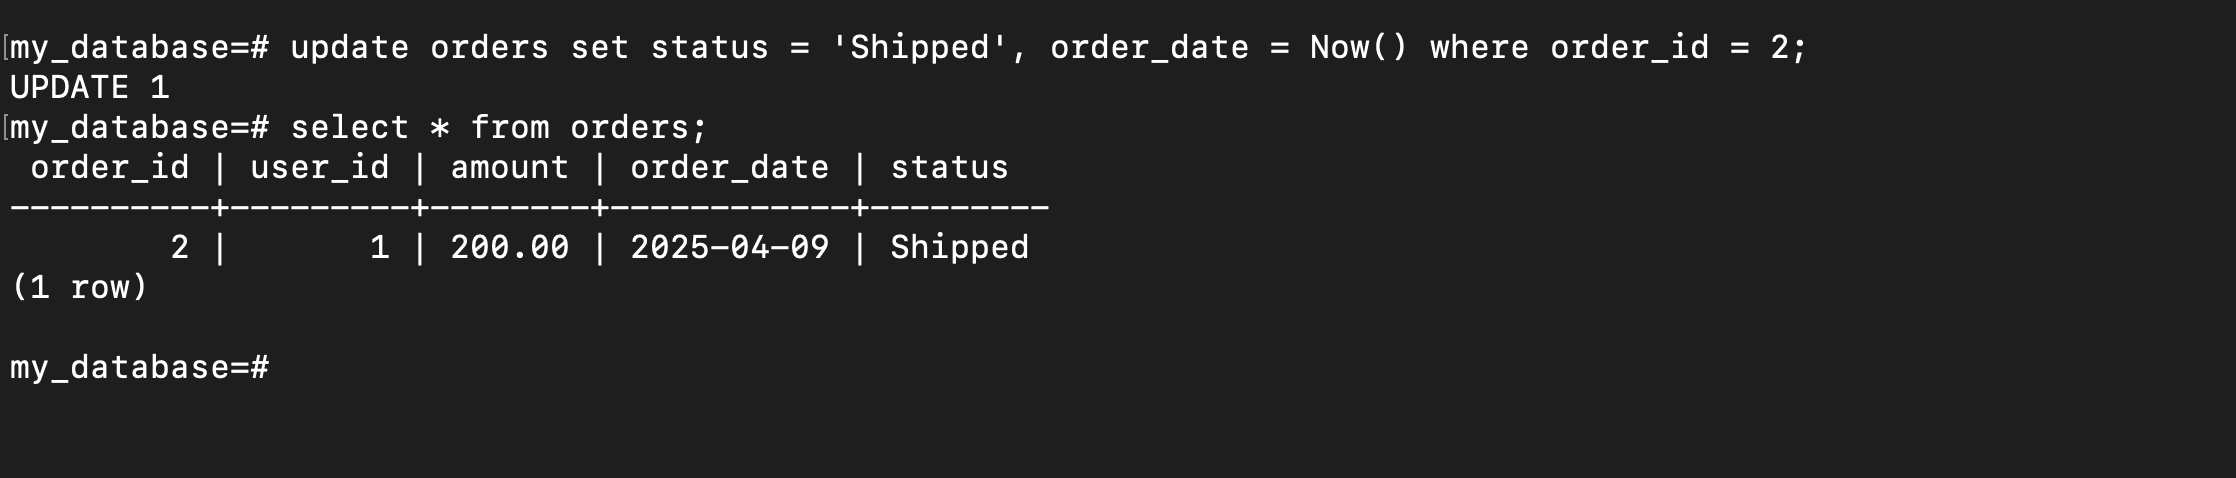 [my_database=# update orders set status = 'Shipped', order_date = Now() where order_id = 2;
UPDATE 1
[my_database=# select * from orders;
 order_id | user_id | amount | order_date | status
----------+---------+--------+------------+---------
        2 |       1 | 200.00 | 2025-04-09 | Shipped
(1 row)
my_database=#